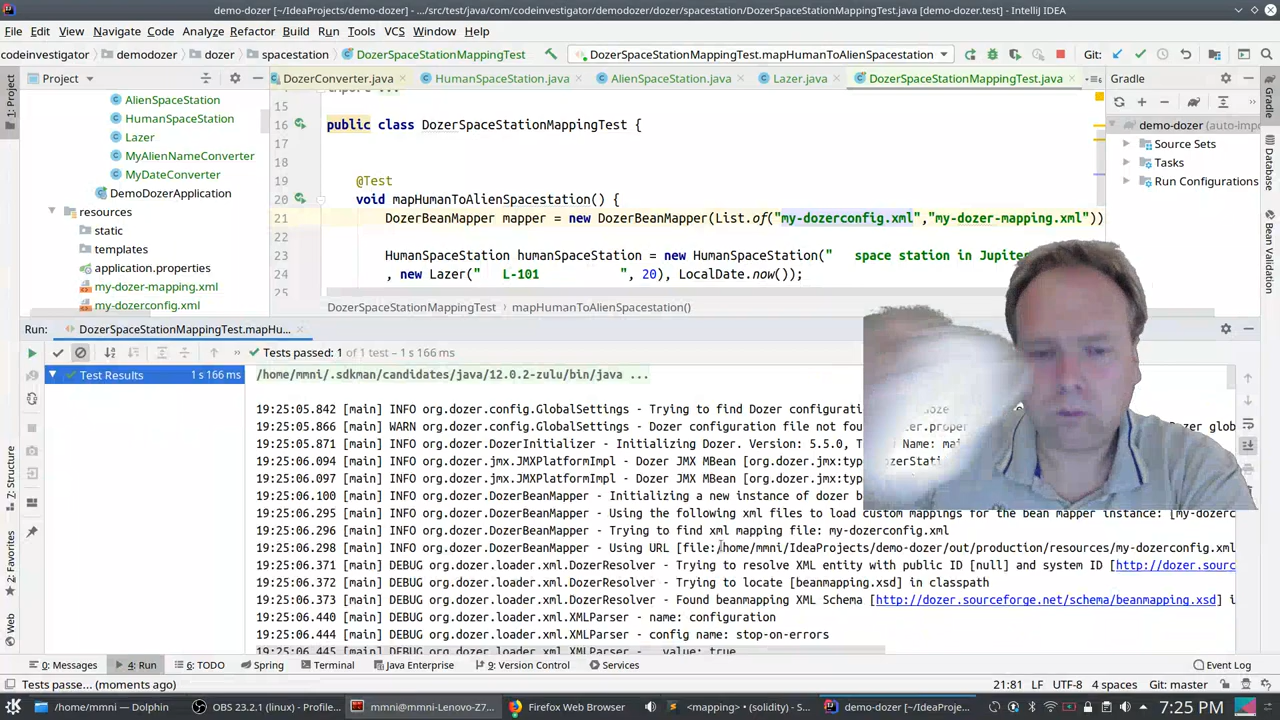 demo-dozer [~/IdeaProjects/demo-dozer] - .../src/test/java/com/codeinvestigator/demodozer/dozer/spacestation/DozerSpaceStationMappingTest.java [demo-dozer.test] - IntelliJ IDEA
File Edit View Navigate Code Analyze Refactor Build Run Tools VCS Window Help
codeinvestigator demodozer dozer spacestation DozerSpaceStationMappingTest DozerSpaceStationMappingTest.mapHumanToAlienSpacestation Git:
Project DozerConverter.java HumanSpaceStation.java AlienSpaceStation.java Lazer.java DozerSpaceStationMappingTest.java Gradle
1: Project
AlienSpaceStation
HumanSpaceStation
Lazer
MyAlienNameConverter
MyDateConverter
DemoDozerApplication
resources
static
templates
application.properties
my-dozer-mapping.xml
my-dozerconfig.xml
15
16 public class DozerSpaceStationMappingTest {
17
18
19 @Test
20 void mapHumanToAlienSpacestation() {
21 DozerBeanMapper mapper = new DozerBeanMapper(List.of("my-dozerconfig.xml","my-dozer-mapping.xml"))
22
23 HumanSpaceStation humanSpaceStation = new HumanSpaceStation(" space station in Jupite
24 , new Lazer(" L-101 ", 20), LocalDate.now());
25
DozerSpaceStationMappingTest mapHumanToAlienSpacestation()
demo-dozer (auto-impo
Source Sets
Tasks
Run Configurations
Gradle
Database
Bean Validation
Run: DozerSpaceStationMappingTest.mapHu...
Tests passed: 1 of 1 test – 1 s 166 ms
Test Results 1 s 166 ms
/home/mmni/.sdkman/candidates/java/12.0.2-zulu/bin/java ...
19:25:05.842 [main] INFO org.dozer.config.GlobalSettings - Trying to find Dozer configurati
19:25:05.866 [main] WARN org.dozer.config.GlobalSettings - Dozer configuration file not fou
19:25:05.871 [main] INFO org.dozer.DozerInitializer - Initializing Dozer. Version: 5.5.0, T
19:25:06.094 [main] INFO org.dozer.jmx.JMXPlatformImpl - Dozer JMX MBean [org.dozer.jmx:typ
19:25:06.097 [main] INFO org.dozer.jmx.JMXPlatformImpl - Dozer JMX MBean [org.dozer.jmx:typ
19:25:06.100 [main] INFO org.dozer.DozerBeanMapper - Initializing a new instance of dozer b
19:25:06.295 [main] INFO org.dozer.DozerBeanMapper - Using the following xml files to load custom mappings for the bean mapper instance: [my-dozerc
19:25:06.296 [main] INFO org.dozer.DozerBeanMapper - Trying to find xml mapping file: my-dozerconfig.xml
19:25:06.298 [main] INFO org.dozer.DozerBeanMapper - Using URL [file:/home/mmni/IdeaProjects/demo-dozer/out/production/resources/my-dozerconfig.xml
19:25:06.371 [main] DEBUG org.dozer.loader.xml.DozerResolver - Trying to resolve XML entity with public ID [null] and system ID [http://dozer.sourc
19:25:06.372 [main] DEBUG org.dozer.loader.xml.DozerResolver - Trying to locate [beanmapping.xsd] in classpath
19:25:06.373 [main] DEBUG org.dozer.loader.xml.DozerResolver - Found beanmapping XML Schema [http://dozer.sourceforge.net/schema/beanmapping.xsd] i
19:25:06.440 [main] DEBUG org.dozer.loader.xml.XMLParser - name: configuration
19:25:06.444 [main] DEBUG org.dozer.loader.xml.XMLParser - config name: stop-on-errors
value: true
7: Structure
2: Favorites
Web
0: Messages 4: Run 6: TODO Spring Terminal Java Enterprise 9: Version Control Services Event Log
Tests passe... (moments ago) 21:81 LF UTF-8 4 spaces Git: master
/home/mmni — Dolphin OBS 23.2.1 (linux) - Profile... mmni@mmni-Lenovo-Z7... Firefox Web Browser <mapping> • (solidity) — S... demo-dozer [~/IdeaProje... 7:25 PM